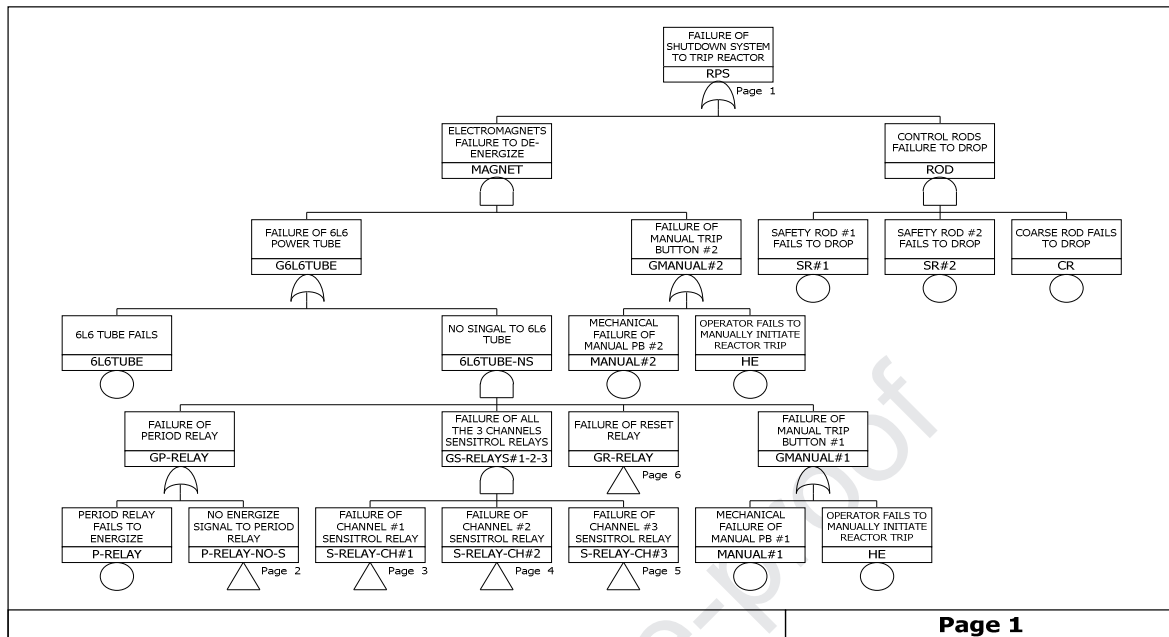 FAILURE OF
SHUTDOWN SYSTEM
TO TRIP REACTOR
RPS
Page 1
ELECTROMAGNETS
FAILURE TO DE-
ENERGIZE
MAGNET
CONTROL RODS
FAILURE TO DROP
ROD
FAILURE OF 6L6
POWER TUBE
G6L6TUBE
FAILURE OF
MANUAL TRIP
BUTTON #2
GMANUAL#2
SAFETY ROD #1
FAILS TO DROP
SR#1
SAFETY ROD #2
FAILS TO DROP
SR#2
COARSE ROD FAILS
TO DROP
CR
6L6 TUBE FAILS
6L6TUBE
NO SINGAL TO 6L6
TUBE
6L6TUBE-NS
MECHANICAL
FAILURE OF
MANUAL PB #2
MANUAL#2
OPERATOR FAILS TO
MANUALLY INITIATE
REACTOR TRIP
HE
FAILURE OF
PERIOD RELAY
GP-RELAY
FAILURE OF ALL
THE 3 CHANNELS
SENSITROL RELAYS
GS-RELAYS#1-2-3
FAILURE OF RESET
RELAY
GR-RELAY
Page 6
FAILURE OF
MANUAL TRIP
BUTTON #1
GMANUAL#1
PERIOD RELAY
FAILS TO
ENERGIZE
P-RELAY
NO ENERGIZE
SIGNAL TO PERIOD
RELAY
P-RELAY-NO-S
Page 2
FAILURE OF
CHANNEL #1
SENSITROL RELAY
S-RELAY-CH#1
Page 3
FAILURE OF
CHANNEL #2
SENSITROL RELAY
S-RELAY-CH#2
Page 4
FAILURE OF
CHANNEL #3
SENSITROL RELAY
S-RELAY-CH#3
Page 5
MECHANICAL
FAILURE OF
MANUAL PB #1
MANUAL#1
OPERATOR FAILS TO
MANUALLY INITIATE
REACTOR TRIP
HE
Page 1
e-proof